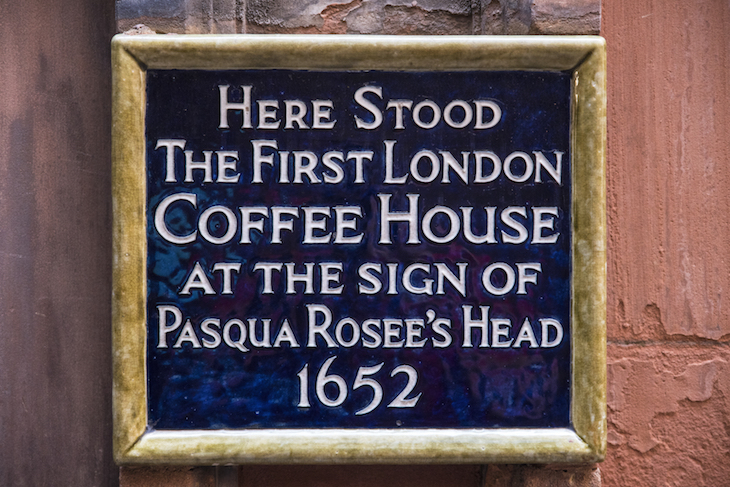 Here Stood
The First London
Coffee House
at the sign of
Pasqua Rosee's Head
1652